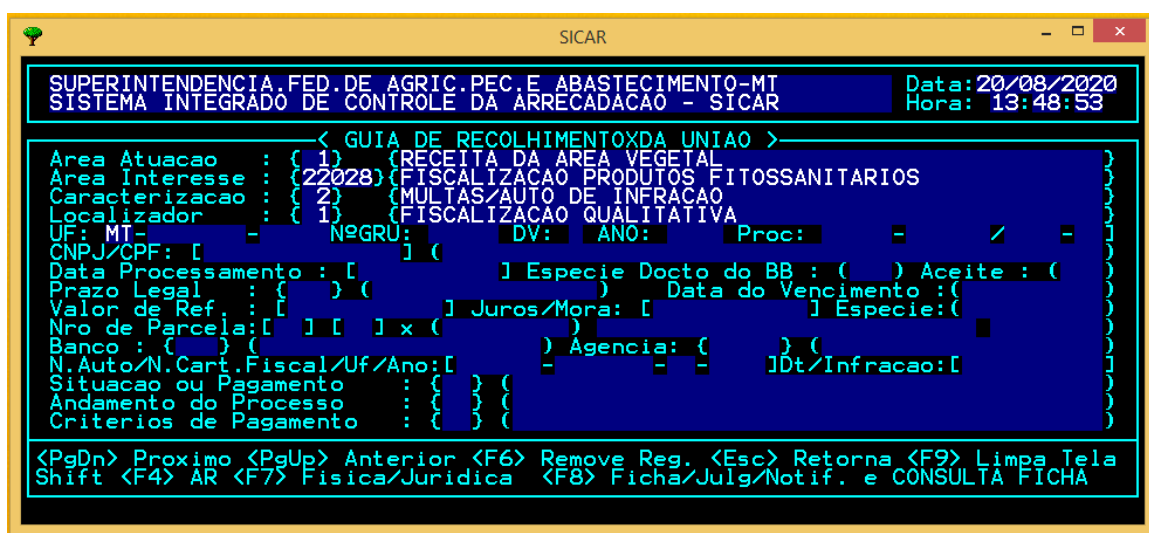 SICAR
SUPERINTENDENCIA.FED.DE AGRIC.PEC.E ABASTECIMENTO-MT Data:20/08/2020
SISTEMA INTEGRADO DE CONTROLE DA ARRECADACAO - SICAR Hora: 13:48:53
< GUIA DE RECOLHIMENTOXDA UNIAO >
Area Atuacao : { 1} {RECEITA DA AREA VEGETAL }
Area Interesse : {22028}{FISCALIZACAO PRODUTOS FITOSSANITARIOS }
Caracterizacao : { 2} {MULTAS/AUTO DE INFRACAO }
Localizador : { 1} {FISCALIZACAO QUALITATIVA }
UF: MT- - NºGRU: DV: ANO: Proc: - / - ]
CNPJ/CPF: [ ] ( )
Data Processamento : [ ] Especie Docto do BB : ( ) Aceite : ( )
Prazo Legal : { } ( ) Data do Vencimento :( )
Valor de Ref. : [ ] Juros/Mora: [ ] Especie:( )
Nro de Parcela:[ ] [ ] x ( ) )
Banco : { } ( ) Agencia: { } ( )
N.Auto/N.Cart.Fiscal/Uf/Ano:[ - - - ]Dt/Infracao:[ ]
Situacao ou Pagamento : { } ( )
Andamento do Processo : { } ( )
Criterios de Pagamento : { } ( )
<PgDn> Proximo <PgUp> Anterior <F6> Remove Reg. <Esc> Retorna <F9> Limpa Tela
Shift <F4> AR <F7> Fisica/Juridica <F8> Ficha/Julg/Notif. e CONSULTA FICHA